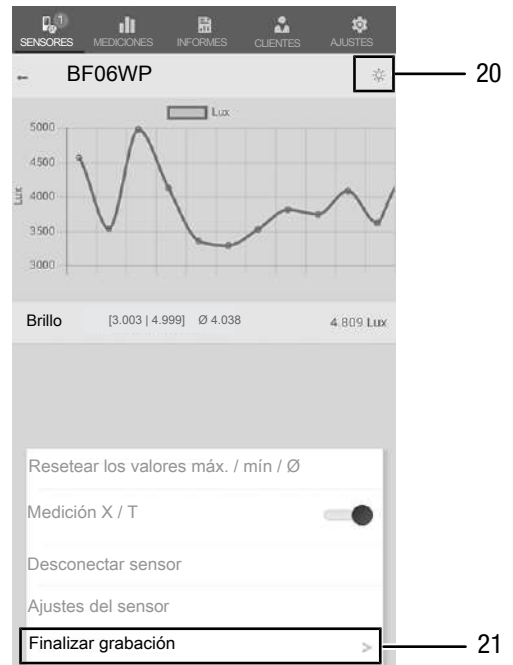 1
SENSORES MEDICIONES INFORMES CLIENTES AJUSTES
BF06WP
20
Lux
5000
4500
4000
3500
3000
Lux
Brillo [3.003 | 4.999] Ø 4.038 4.809 Lux
Resetear los valores máx. / mín / Ø
Medición X / T
Desconectar sensor
Ajustes del sensor
Finalizar grabación >
21